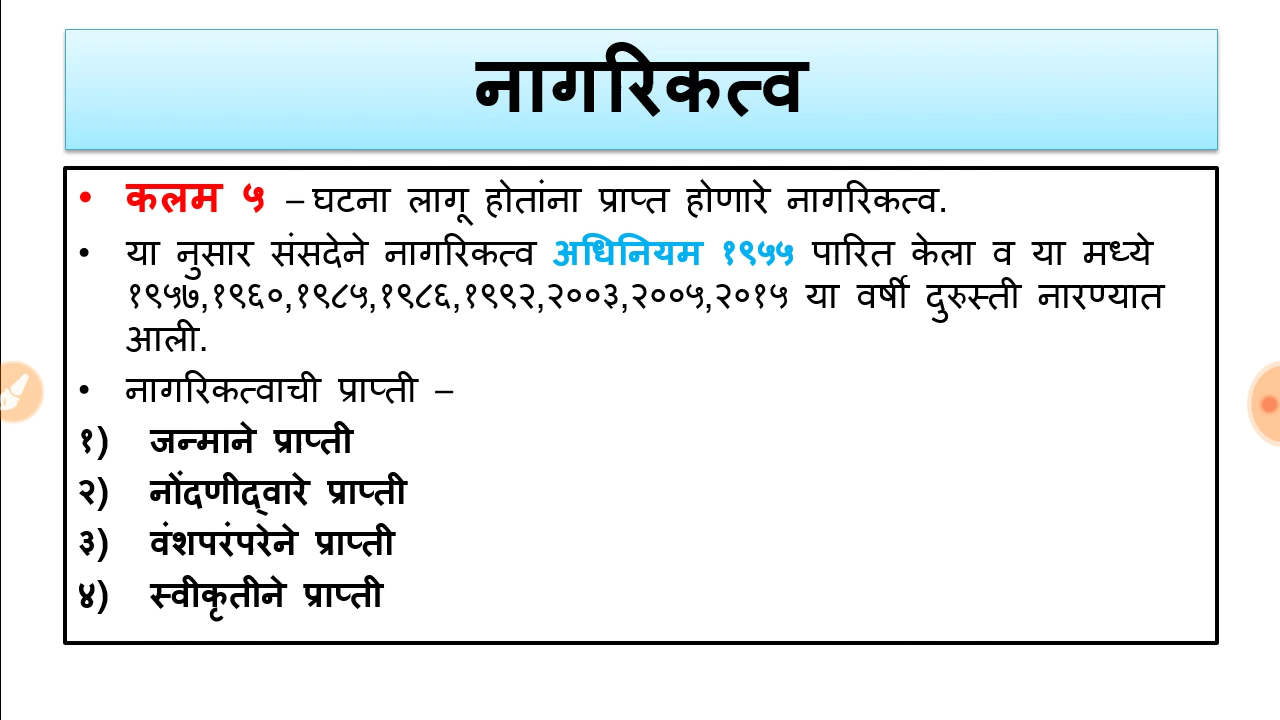 नागरिकत्व
• कलम ५ – घटना लागू होतांना प्राप्त होणारे नागरिकत्व.
• या नुसार संसदेने नागरिकत्व अधिनियम १९५५ पारित केला व या मध्ये
१९५७,१९६०,१९८५,१९८६,१९९२,२००३,२००५,२०१५ या वर्षी दुरुस्ती नारण्यात
आली.
• नागरिकत्वाची प्राप्ती –
१) जन्माने प्राप्ती
२) नोंदणीद्‌वारे प्राप्ती
३) वंशपरंपरेने प्राप्ती
४) स्वीकृतीने प्राप्ती